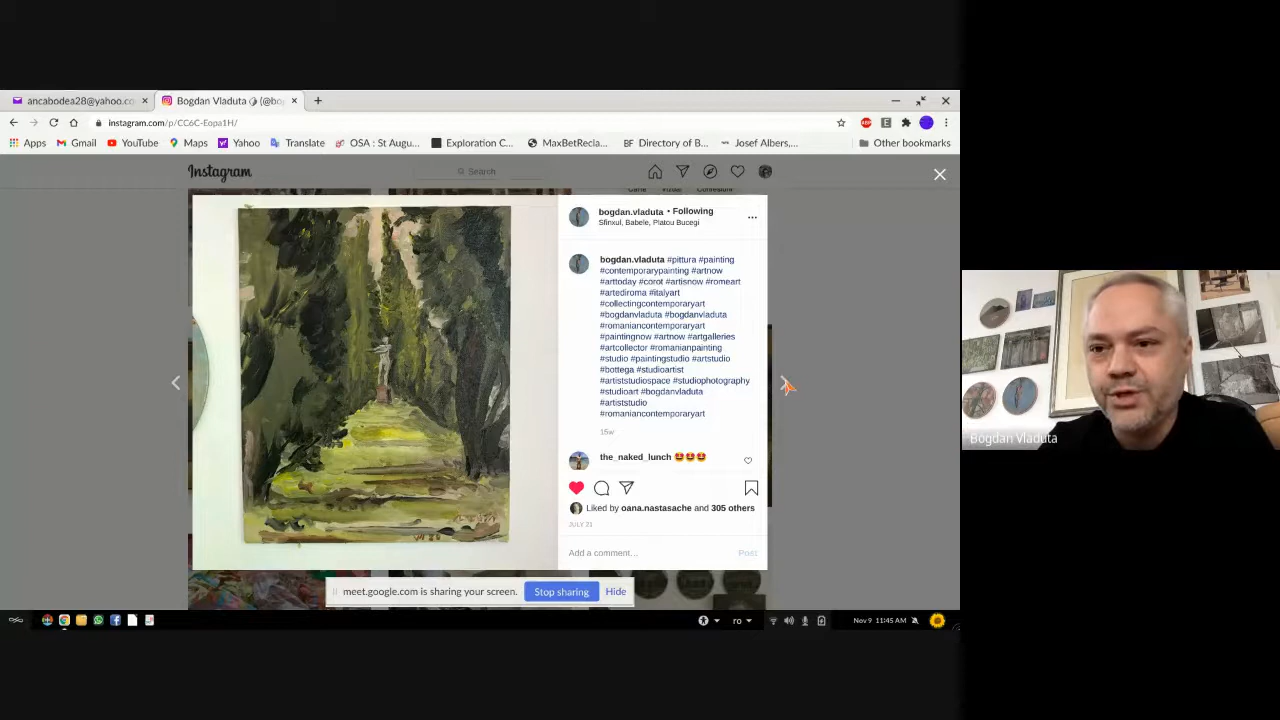 ancabodea28@yahoo.co
Bogdan Vladuta (@bo
instagram.com/p/CC6C-Eopa1H/
Apps Gmail YouTube Maps Yahoo Translate OSA : St Augu... Exploration C... MaxBetRecla... BF Directory of B... Josef Albers,... Other bookmarks
Instagram
Search
bogdan.vladuta • Following
Sfinxul, Babele, Platou Bucegi
bogdan.vladuta #pittura #painting
#contemporarypainting #artnow
#arttoday #corot #artisnow #romeart
#artediroma #italyart
#collectingcontemporaryart
#bogdanvladuta #bogdanvladuta
#romaniancontemporaryart
#paintingnow #artnow #artgalleries
#artcollector #romanianpainting
#studio #paintingstudio #artstudio
#bottega #studioartist
#artiststudiospace #studiophotography
#studioart #bogdanvladuta
#artiststudio
#romaniancontemporaryart
15w
the_naked_lunch 🤩🤩🤩
Liked by oana.nastasache and 305 others
JULY 21
Add a comment...
Post
Bogdan Vladuta
meet.google.com is sharing your screen.
Stop sharing
Hide
ro
Nov 9 11:45 AM